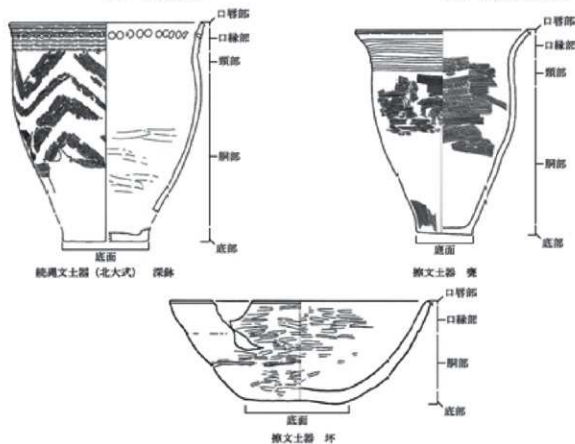 口唇部
口縁部
頸部
胴部
底部
底面
続縄文土器（北大式） 深鉢
口唇部
口縁部
頸部
胴部
底部
底面
擦文土器 甕
口唇部
口縁部
胴部
底部
底面
擦文土器 坏